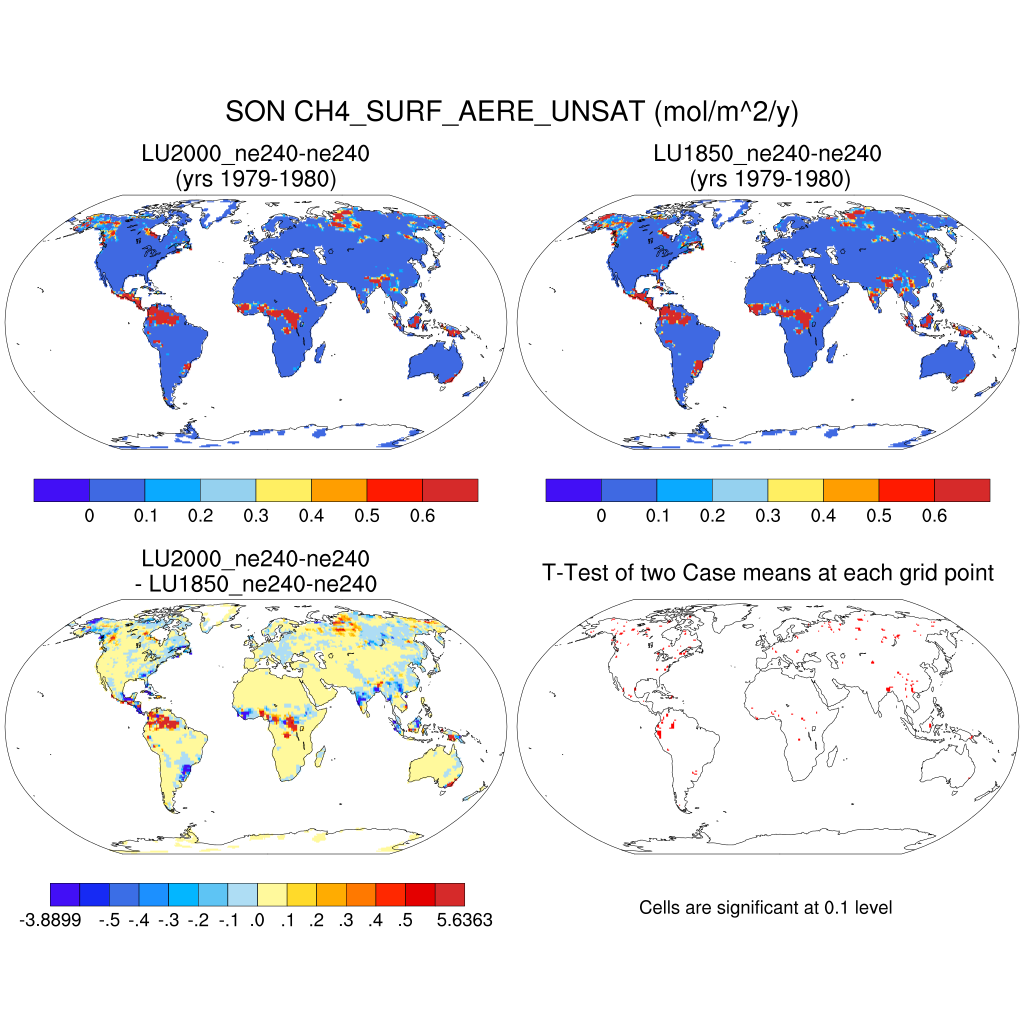 SON CH4_SURF_AERE_UNSAT (mol/m^2/y)
LU2000_ne240-ne240
(yrs 1979-1980)
LU1850_ne240-ne240
(yrs 1979-1980)
0 0.1 0.2 0.3 0.4 0.5 0.6
0 0.1 0.2 0.3 0.4 0.5 0.6
LU2000_ne240-ne240
- LU1850_ne240-ne240
T-Test of two Case means at each grid point
-3.8899 -.5 -.4 -.3 -.2 -.1 .0 .1 .2 .3 .4 .5 5.6363
Cells are significant at 0.1 level